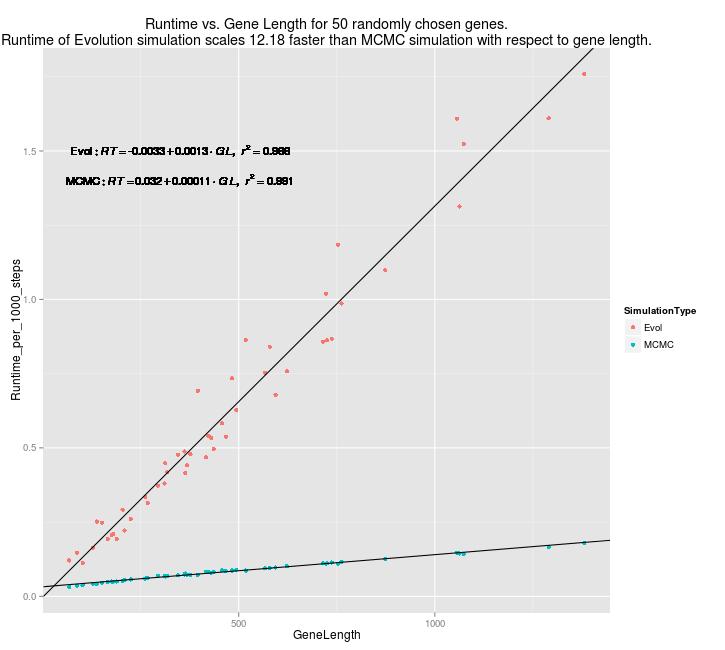 Runtime vs. Gene Length for 50 randomly chosen genes.
Runtime of Evolution simulation scales 12.18 faster than MCMC simulation with respect to gene length.
Evol : RT = -0.0033+0.0013 · GL, r² =
MCMC : RT = 0.032+0.00011 · GL, r² = 0.991
1.5
1.0
0.5
0.0
Runtime_per_1000_steps
500 1000
GeneLength
SimulationType
Evol
MCMC